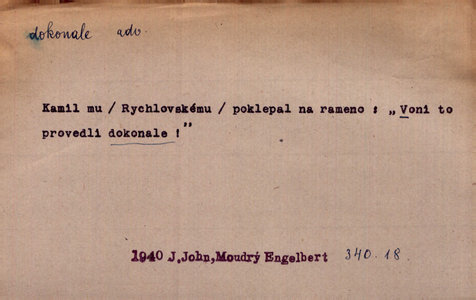 dokonale adv.
Kamil mu / Rychlovskému / poklepal na rameno : „Voni to
provedli dokonale !"
1940 J.John,Moudrý Engelbert 340.18.